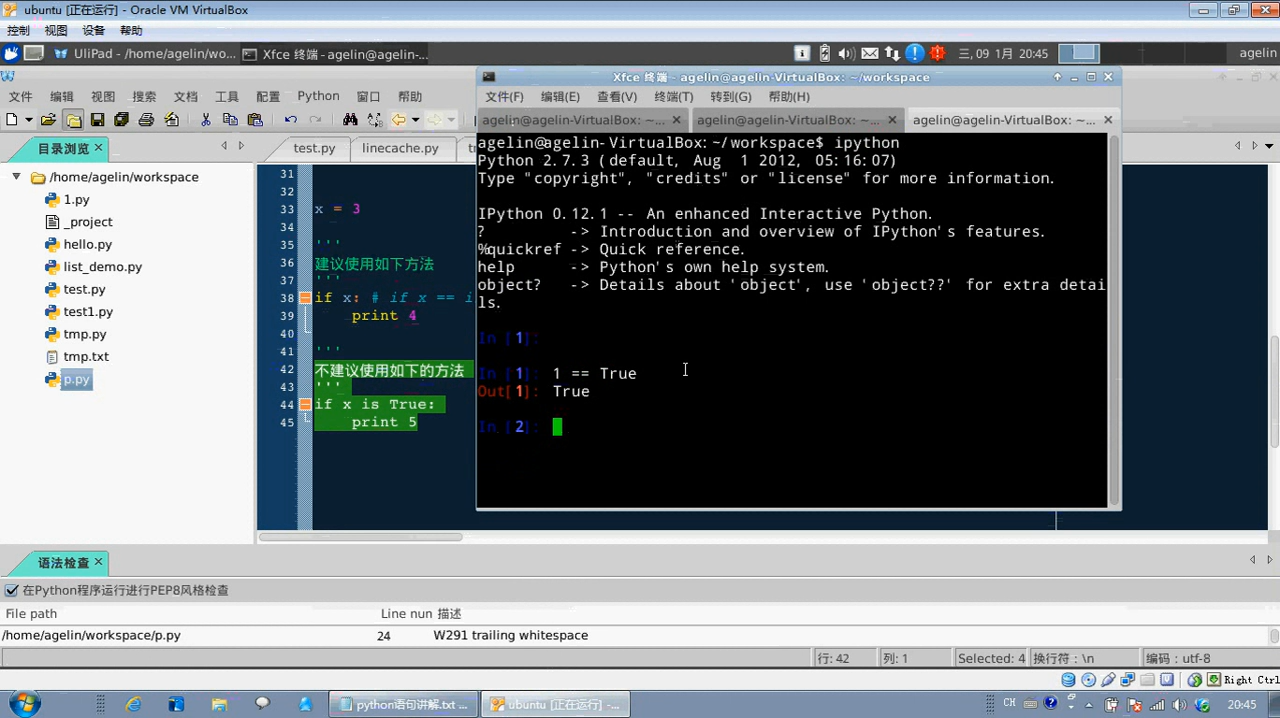 ubuntu [正在运行] - Oracle VM VirtualBox
控制 视图 设备 帮助
UliPad - /home/agelin/wo... Xfce 终端 - agelin@agelin-... 三, 09 1月 20:45 agelin
Xfce 终端 - agelin@agelin-VirtualBox: ~/workspace
文件 编辑 视图 搜索 文档 工具 配置 Python 窗口 帮助
文件(F) 编辑(E) 查看(V) 终端(T) 转到(G) 帮助(H)
agelin@agelin-VirtualBox: ~/... agelin@agelin-VirtualBox: ~/... agelin@agelin-VirtualBox: ~/...
目录浏览
test.py linecache.py
/home/agelin/workspace
1.py
_project
hello.py
list_demo.py
test.py
test1.py
tmp.py
tmp.txt
p.py
31
32
33 x = 3
34
35 '''
36 建议使用如下方法
37 '''
38 if x: # if x == 1
39 print 4
40
41 '''
42 不建议使用如下的方法
43 '''
44 if x is True:
45 print 5
agelin@agelin-VirtualBox:~/workspace$ ipython
Python 2.7.3 (default, Aug 1 2012, 05:16:07)
Type "copyright", "credits" or "license" for more information.
IPython 0.12.1 -- An enhanced Interactive Python.
? -> Introduction and overview of IPython's features.
%quickref -> Quick reference.
help -> Python's own help system.
object? -> Details about 'object', use 'object??' for extra detai
ls.
In [1]:
In [1]: 1 == True
Out[1]: True
In [2]:
语法检查
在Python程序运行进行PEP8风格检查
File path Line nun 描述
/home/agelin/workspace/p.py 24 W291 trailing whitespace
行: 42 列: 1 Selected: 4 换行符：\n 编码：utf-8
Right Ctrl
python语句讲解.txt ... ubuntu [正在运行] -... CH 20:45